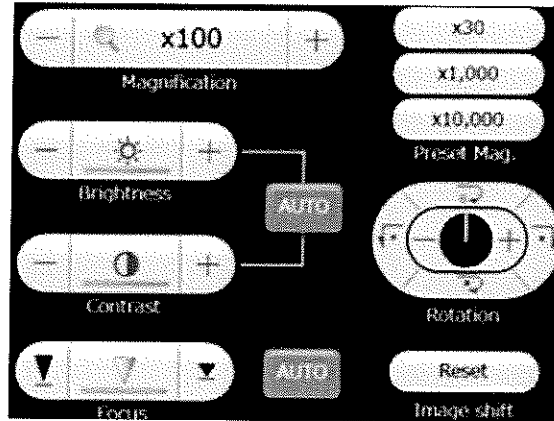 x100
Magnification
x30
x1,000
x10,000
Preset Mag.
Brightness
AUTO
Contrast
Rotation
Focus
AUTO
Reset
Image shift